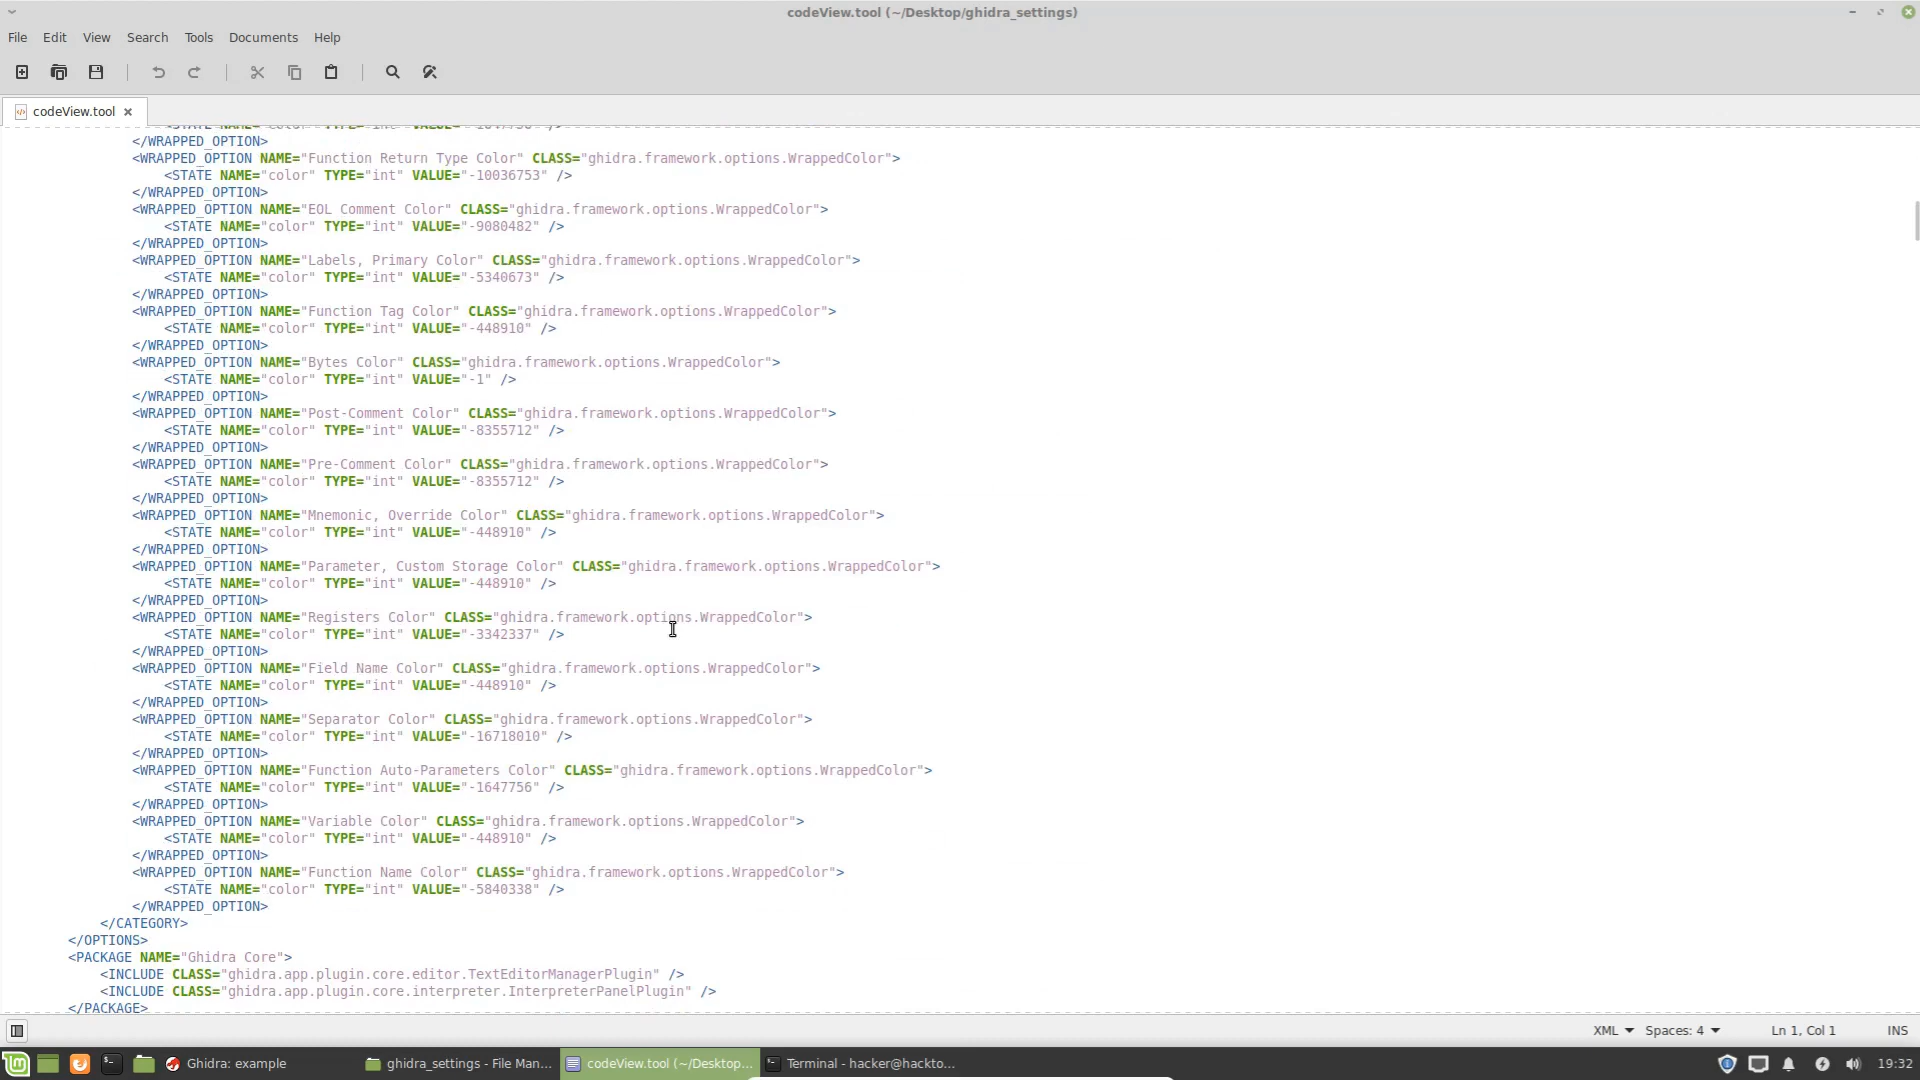 codeView.tool (~/Desktop/ghidra_settings)
File Edit View Search Tools Documents Help
codeView.tool
</WRAPPED_OPTION>
<WRAPPED_OPTION NAME="Function Return Type Color" CLASS="ghidra.framework.options.WrappedColor">
<STATE NAME="color" TYPE="int" VALUE="-10036753" />
</WRAPPED_OPTION>
<WRAPPED_OPTION NAME="EOL Comment Color" CLASS="ghidra.framework.options.WrappedColor">
<STATE NAME="color" TYPE="int" VALUE="-9080482" />
</WRAPPED_OPTION>
<WRAPPED_OPTION NAME="Labels, Primary Color" CLASS="ghidra.framework.options.WrappedColor">
<STATE NAME="color" TYPE="int" VALUE="-5340673" />
</WRAPPED_OPTION>
<WRAPPED_OPTION NAME="Function Tag Color" CLASS="ghidra.framework.options.WrappedColor">
<STATE NAME="color" TYPE="int" VALUE="-448910" />
</WRAPPED_OPTION>
<WRAPPED_OPTION NAME="Bytes Color" CLASS="ghidra.framework.options.WrappedColor">
<STATE NAME="color" TYPE="int" VALUE="-1" />
</WRAPPED_OPTION>
<WRAPPED_OPTION NAME="Post-Comment Color" CLASS="ghidra.framework.options.WrappedColor">
<STATE NAME="color" TYPE="int" VALUE="-8355712" />
</WRAPPED_OPTION>
<WRAPPED_OPTION NAME="Pre-Comment Color" CLASS="ghidra.framework.options.WrappedColor">
<STATE NAME="color" TYPE="int" VALUE="-8355712" />
</WRAPPED_OPTION>
<WRAPPED_OPTION NAME="Mnemonic, Override Color" CLASS="ghidra.framework.options.WrappedColor">
<STATE NAME="color" TYPE="int" VALUE="-448910" />
</WRAPPED_OPTION>
<WRAPPED_OPTION NAME="Parameter, Custom Storage Color" CLASS="ghidra.framework.options.WrappedColor">
<STATE NAME="color" TYPE="int" VALUE="-448910" />
</WRAPPED_OPTION>
<WRAPPED_OPTION NAME="Registers Color" CLASS="ghidra.framework.options.WrappedColor">
<STATE NAME="color" TYPE="int" VALUE="-3342337" />
</WRAPPED_OPTION>
<WRAPPED_OPTION NAME="Field Name Color" CLASS="ghidra.framework.options.WrappedColor">
<STATE NAME="color" TYPE="int" VALUE="-448910" />
</WRAPPED_OPTION>
<WRAPPED_OPTION NAME="Separator Color" CLASS="ghidra.framework.options.WrappedColor">
<STATE NAME="color" TYPE="int" VALUE="-16718010" />
</WRAPPED_OPTION>
<WRAPPED_OPTION NAME="Function Auto-Parameters Color" CLASS="ghidra.framework.options.WrappedColor">
<STATE NAME="color" TYPE="int" VALUE="-1647756" />
</WRAPPED_OPTION>
<WRAPPED_OPTION NAME="Variable Color" CLASS="ghidra.framework.options.WrappedColor">
<STATE NAME="color" TYPE="int" VALUE="-448910" />
</WRAPPED_OPTION>
<WRAPPED_OPTION NAME="Function Name Color" CLASS="ghidra.framework.options.WrappedColor">
<STATE NAME="color" TYPE="int" VALUE="-5840338" />
</WRAPPED_OPTION>
</CATEGORY>
</OPTIONS>
<PACKAGE NAME="Ghidra Core">
<INCLUDE CLASS="ghidra.app.plugin.core.editor.TextEditorManagerPlugin" />
<INCLUDE CLASS="ghidra.app.plugin.core.interpreter.InterpreterPanelPlugin" />
</PACKAGE>
XML Spaces: 4 Ln 1, Col 1 INS
Ghidra: example ghidra_settings - File Man... codeView.tool (~/Desktop... Terminal - hacker@hackto... 19:32